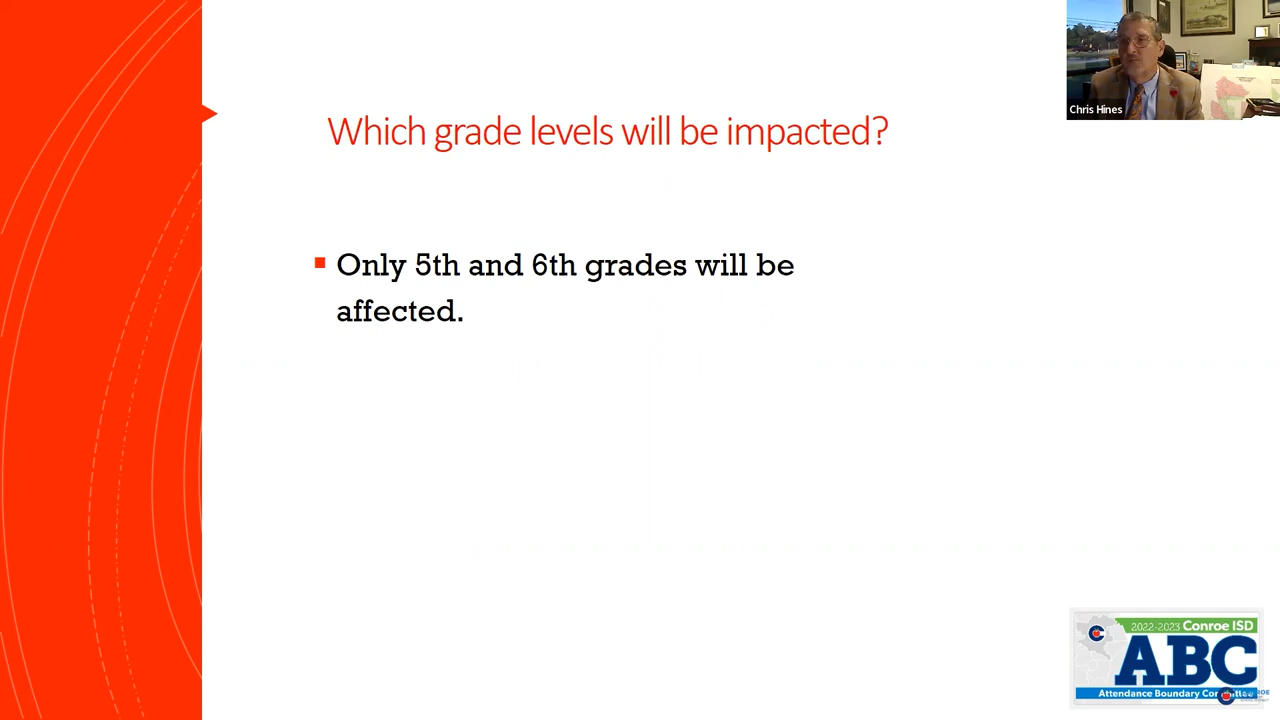 Chris Hines
Which grade levels will be impacted?
Only 5th and 6th grades will be
affected.
2022-2023 Conroe ISD
ABC
Attendance Boundary Committee